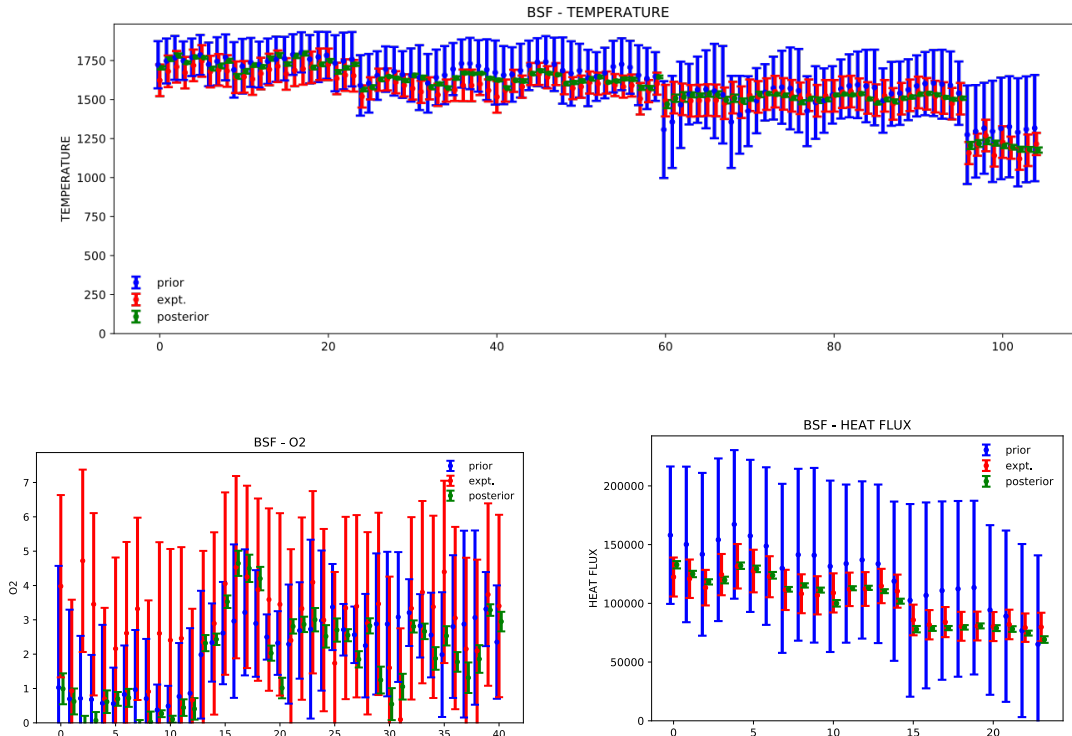 BSF - TEMPERATURE
TEMPERATURE
1750
1500
1250
1000
750
500
250
0
prior
expt.
posterior
0 20 40 60 80 100
BSF - O2
O2
7
6
5
4
3
2
1
0
prior
expt.
posterior
0 5 10 15 20 25 30 35 40
BSF - HEAT FLUX
HEAT FLUX
200000
150000
100000
50000
0
prior
expt.
posterior
0 5 10 15 20